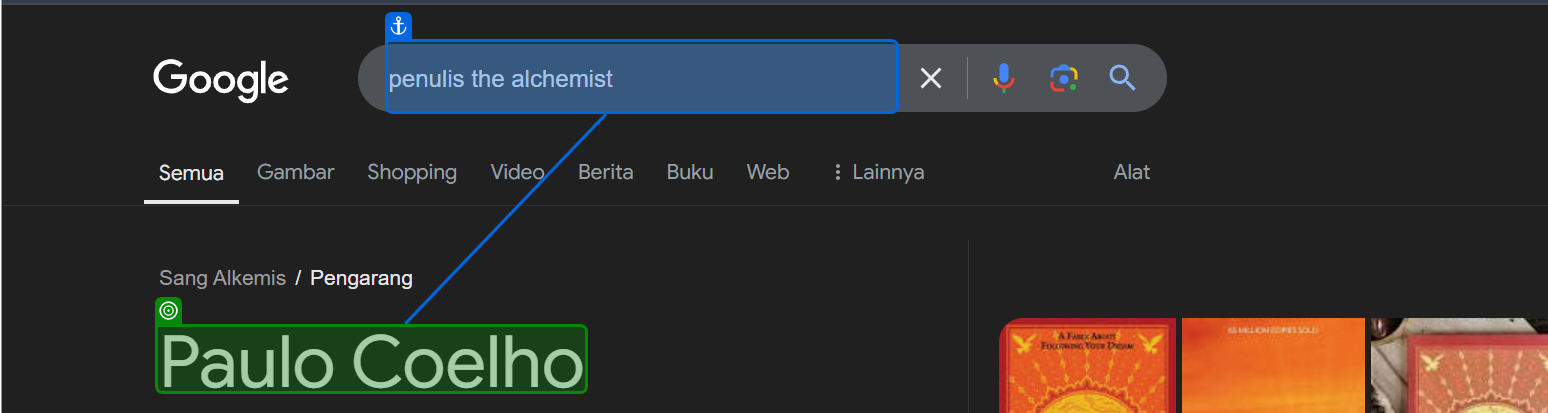 penulis the alchemist
Google
Semua Gambar Shopping Video Berita Buku Web Lainnya Alat
Sang Alkemis / Pengarang
Paulo Coelho
A FABLE ABOUT
FOLLOWING YOUR DREAM
65 MILLION COPIES SOLD